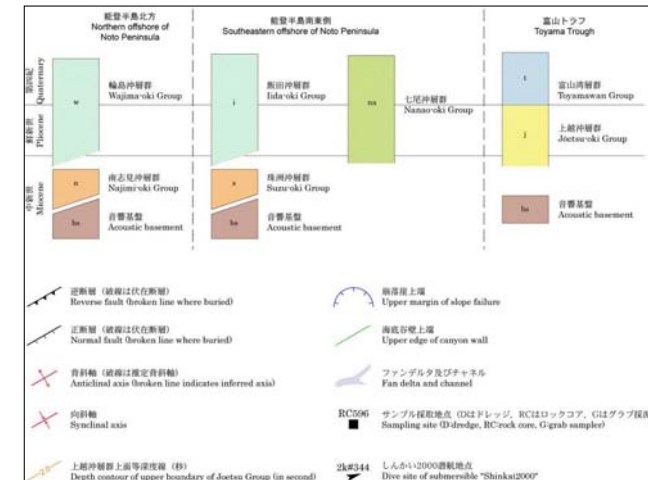 能登半島北方
Northern offshore of
Noto Peninsula
能登半島南東側
Southeastern offshore of Noto Peninsula
富山トラフ
Toyama Trough
第四紀
Quaternary
鮮新世
Pliocene
中新世
Miocene
w
輪島沖層群
Wajima-oki Group
i
飯田沖層群
Iida-oki Group
na
七尾沖層群
Nanao-oki Group
t
富山湾層群
Toyamawan Group
j
上越沖層群
Joetsu-oki Group
n
南志見沖層群
Najimi-oki Group
s
珠洲沖層群
Suzu-oki Group
bs
音響基盤
Acoustic basement
bs
音響基盤
Acoustic basement
bs
音響基盤
Acoustic basement
逆断層（破線は伏在断層）
Reverse fault (broken line where buried)
崩落崖上端
Upper margin of slope failure
正断層（破線は伏在断層）
Normal fault (broken line where buried)
海底谷壁上端
Upper edge of canyon wall
背斜軸（破線は推定背斜軸）
Anticlinal axis (broken line indicates inferred axis)
ファンデルタ及びチャネル
Fan delta and channel
向斜軸
Synclinal axis
RC596
サンプル採取地点（Dはドレッジ，RCはロックコア，Gはグラブ採泥
Sampling site (D:dredge, RC:rock core, G:grab sampler)
2.0
上越沖層群上面等深度線（秒）
Depth contour of upper boundary of Joetsu Group (in second)
2k#344
しんかい2000潜航地点
Dive site of submersible "Shinkai2000"